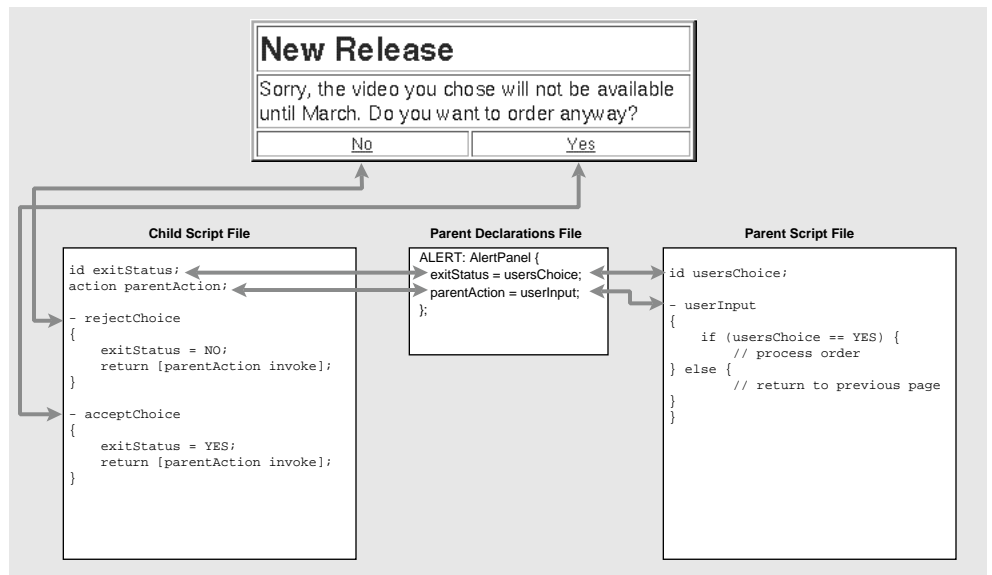 New Release
Sorry, the video you chose will not be available
until March. Do you want to order anyway?
No
Yes
Child Script File
id exitStatus;
action parentAction;
- rejectChoice
{
exitStatus = NO;
return [parentAction invoke];
}
- acceptChoice
{
exitStatus = YES;
return [parentAction invoke];
}
Parent Declarations File
ALERT: AlertPanel {
exitStatus = usersChoice;
parentAction = userInput;
};
Parent Script File
id usersChoice;
- userInput
{
if (usersChoice == YES) {
// process order
} else {
// return to previous page
}
}